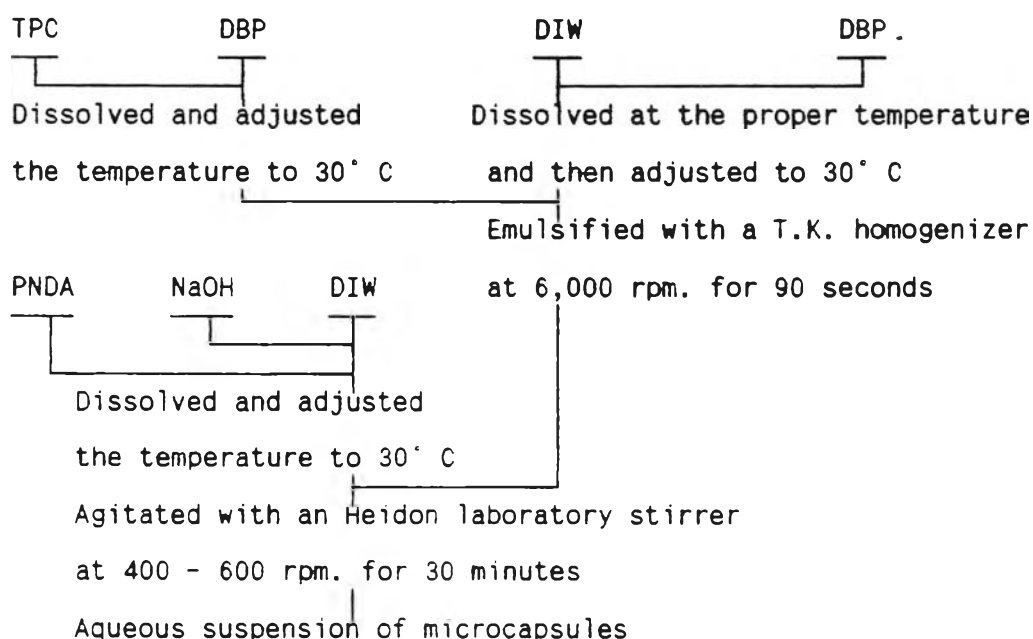 TPC DBP DIW DBP.
Dissolved and adjusted Dissolved at the proper temperature
the temperature to 30° C and then adjusted to 30° C
Emulsified with a T.K. homogenizer
PNDA NaOH DIW at 6,000 rpm. for 90 seconds
Dissolved and adjusted
the temperature to 30° C
Agitated with an Heidon laboratory stirrer
at 400 - 600 rpm. for 30 minutes
Aqueous suspension of microcapsules